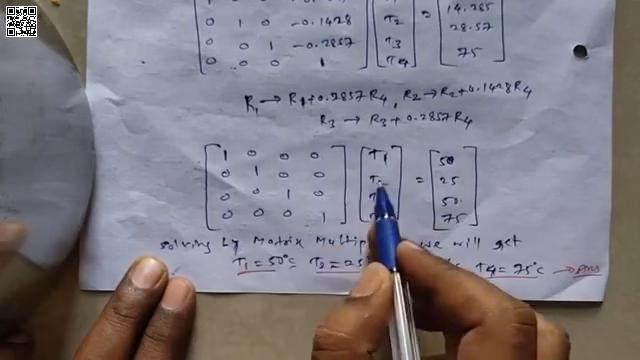 0 1 0 -0.1428 T2 = 14.285
0 0 1 -0.2857 T3 28.57
0 0 0 1 T4 75
R1 → R1+0.2857R4, R2 → R2+0.1428R4
R3 → R3+0.2857R4
1 0 0 0 T1 50
0 1 0 0 T2 = 25
0 0 1 0 50.
0 0 0 1 75
Solving by Matrix we will get
T1 = 50°C T2 = 25 T4 = 75°C → ans